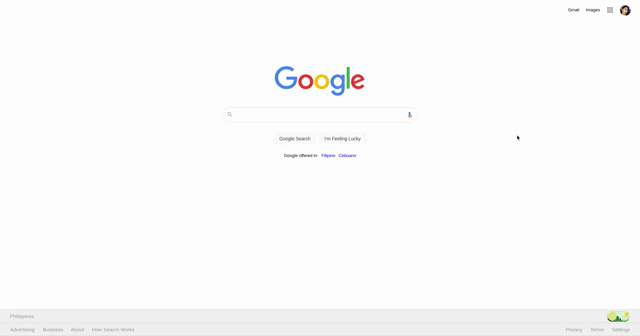 Gmail Images
Google
Google Search I'm Feeling Lucky
Google offered in: Filipino Cebuano
Philippines
Advertising Business About How Search Works Privacy Terms Settings